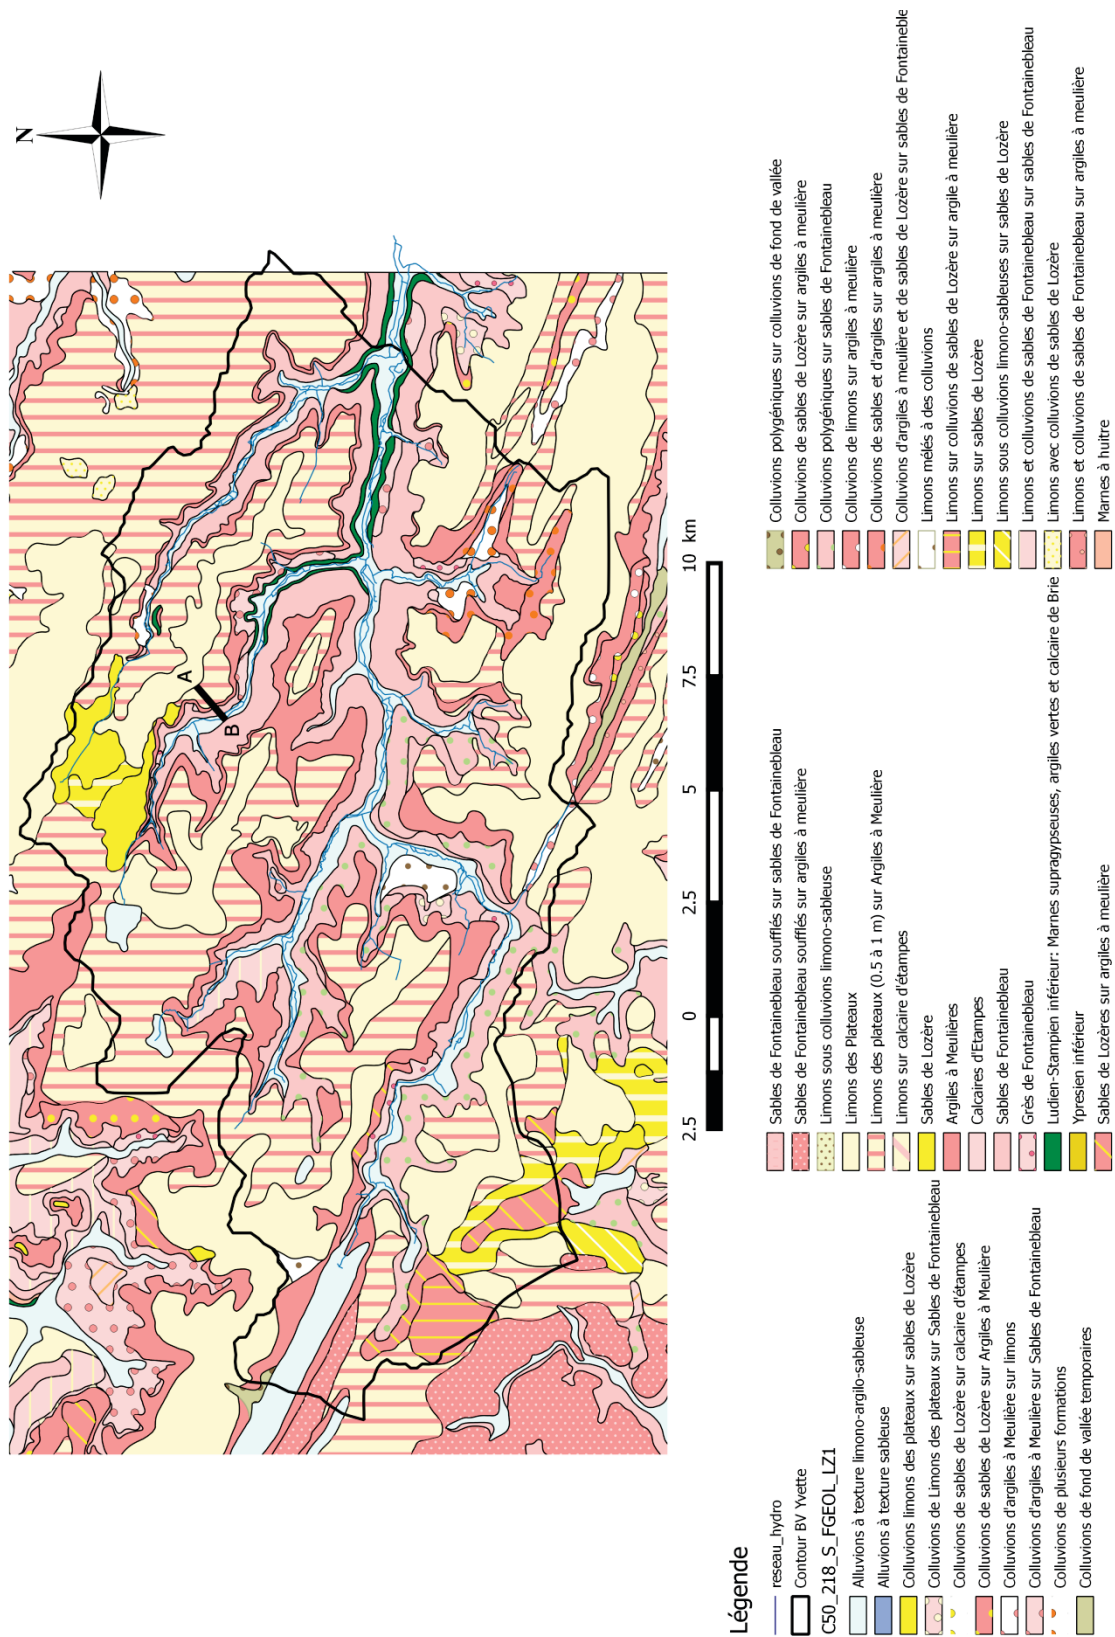 N
A
B
2.5
0
2.5
5
7.5
10 km
Légende
reseau_hydro
Contour BV Yvette
C50_218_S_FGEOL_LZ1
Alluvions à texture limono-argilo-sableuse
Alluvions à texture sableuse
Colluvions limons des plateaux sur sables de Lozère
Colluvions de Limons des plateaux sur Sables de Fontainebleau
Colluvions de sables de Lozère sur calcaire d'étampes
Colluvions de sables de Lozère sur Argiles à Meulière
Colluvions d'argiles à Meulière sur limons
Colluvions d'argiles à Meulière sur Sables de Fontainebleau
Colluvions de plusieurs formations
Colluvions de fond de vallée temporaires
Sables de Fontainebleau soufflés sur sables de Fontainebleau
Sables de Fontainebleau soufflés sur argiles à meulière
Limons sous colluvions limono-sableuse
Limons des Plateaux
Limons des plateaux (0.5 à 1 m) sur Argiles à Meulière
Limons sur calcaire d'étampes
Sables de Lozère
Argiles à Meulières
Calcaires d'Etampes
Sables de Fontainebleau
Grès de Fontainebleau
Ludien-Stampien inférieur: Marnes supragypseuses, argiles vertes et calcaire de Brie
Ypresien inférieur
Sables de Lozères sur argiles à meulière
Colluvions polygéniques sur colluvions de fond de vallée
Colluvions de sables de Lozère sur argiles à meulière
Colluvions polygéniques sur sables de Fontainebleau
Colluvions de limons sur argiles à meulière
Colluvions de sables et d'argiles sur argiles à meulière
Colluvions d'argiles à meulière et de sables de Lozère sur sables de Fontaineble
Limons mélés à des colluvions
Limons sur colluvions de sables de Lozère sur argile à meulière
Limons sur sables de Lozère
Limons sous colluvions limono-sableuses sur sables de Lozère
Limons et colluvions de sables de Fontainebleau sur sables de Fontainebleau
Limons avec colluvions de sables de Lozère
Limons et colluvions de sables de Fontainebleau sur argiles à meulière
Marnes à huître